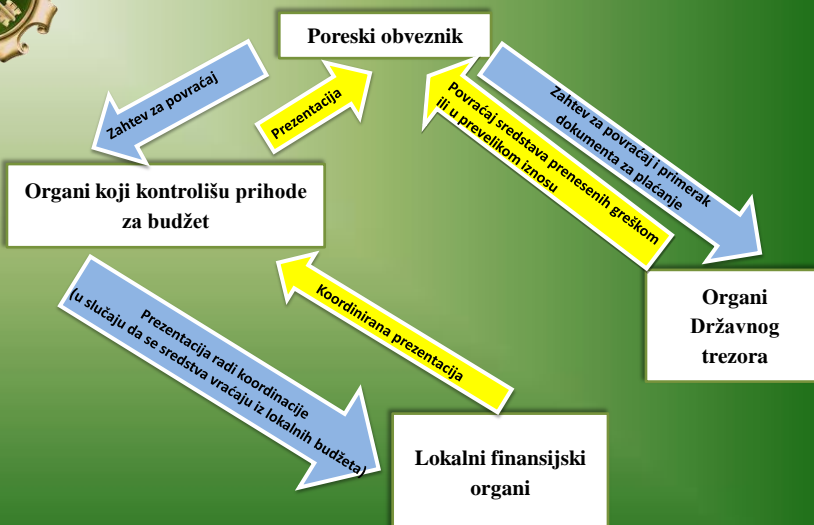 Poreski obveznik
Zahtev za povraćaj
Prezentacija
Povraćaj sredstava prenesenih greškom
ili u prevelikom iznosu
Zahtev za povraćaj i primerak
dokumenta za plaćanje
Organi koji kontrolišu prihode
za budžet
Organi
Državnog
trezora
Koordinirana prezentacija
Prezentacija radi koordinacije
(u slučaju da se sredstva vraćaju iz lokalnih budžeta)
Lokalni finansijski
organi